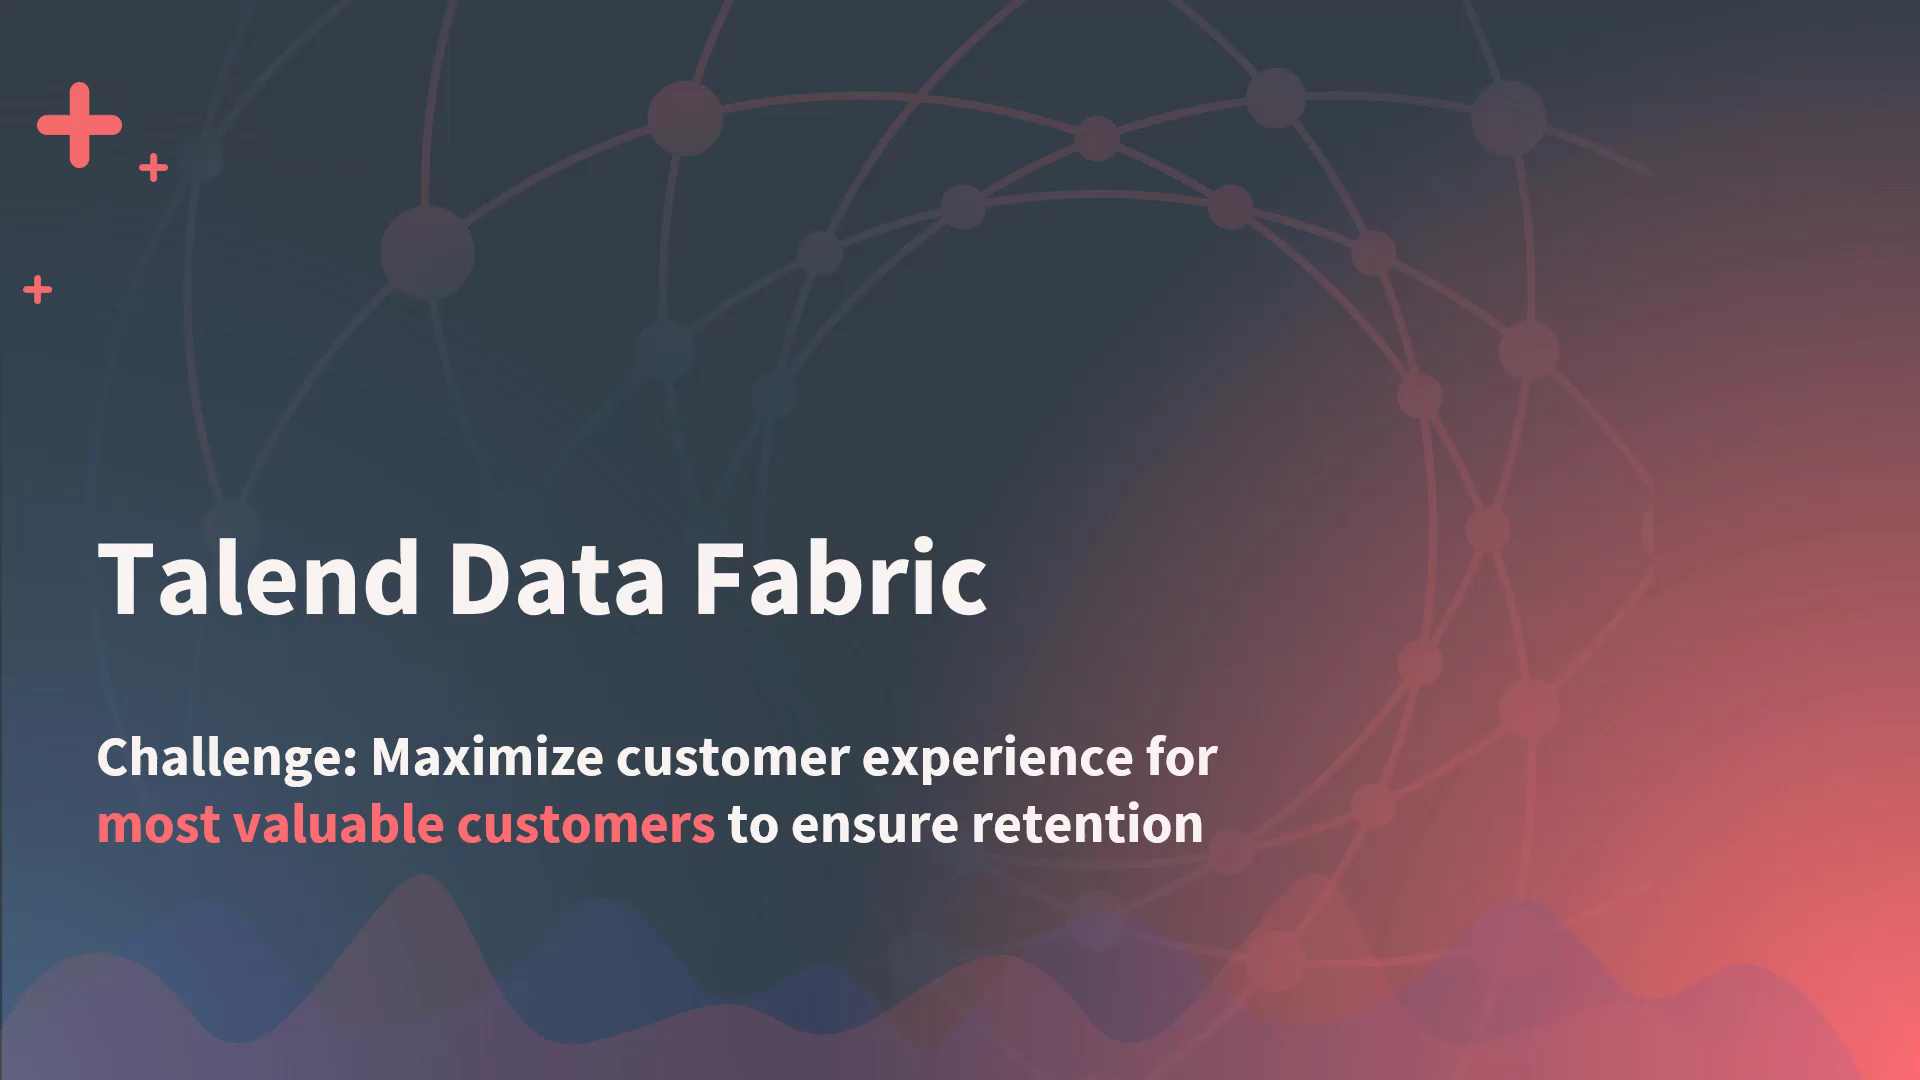 Talend Data Fabric
Challenge: Maximize customer experience for
most valuable customers to ensure retention